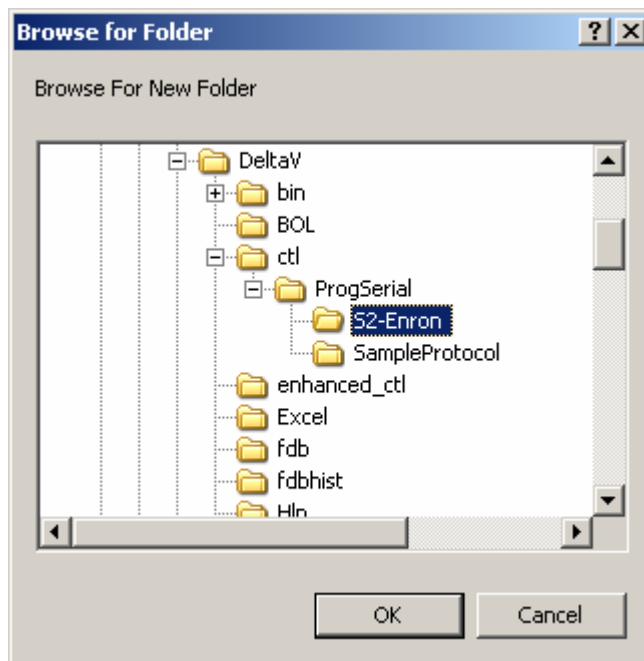 Browse for Folder
Browse For New Folder
DeltaV
bin
BOL
ctl
ProgSerial
S2-Enron
SampleProtocol
enhanced_ctl
Excel
fdb
fdbhist
OK Cancel